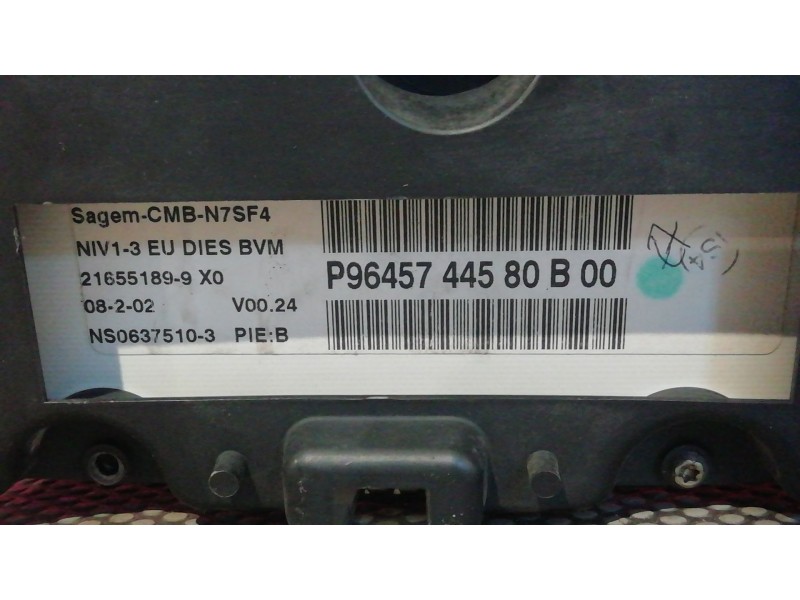 Sagem-CMB-N7SF4
NIV1-3 EU DIES BVM
21655189-9 X0
08-2-02 V00.24
NS0637510-3 PIE:B
P96457 445 80 B 00